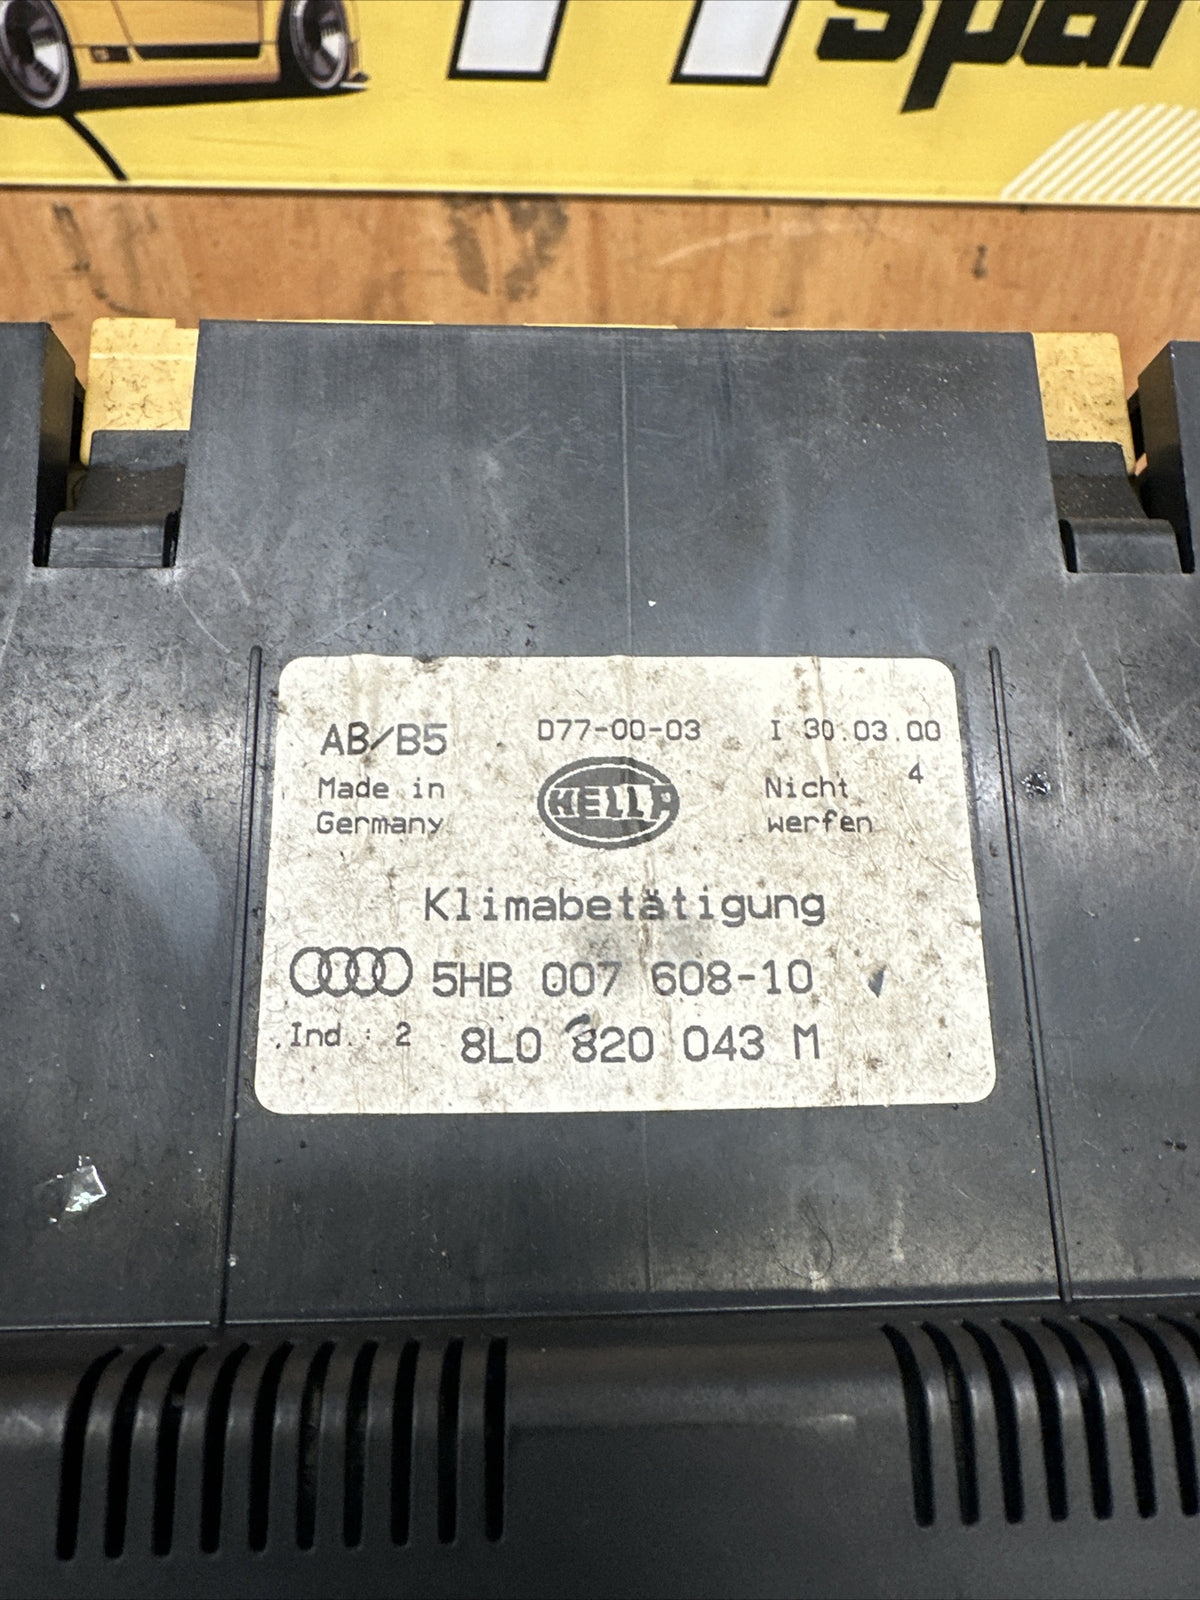 spar
AB/B5 D77-00-03 I 30.03.00
4
Made in
Germany
HELLA
Nicht
werfen
Klimabetätigung
5HB 007 608-10
Ind.: 2 8L0 820 043 M